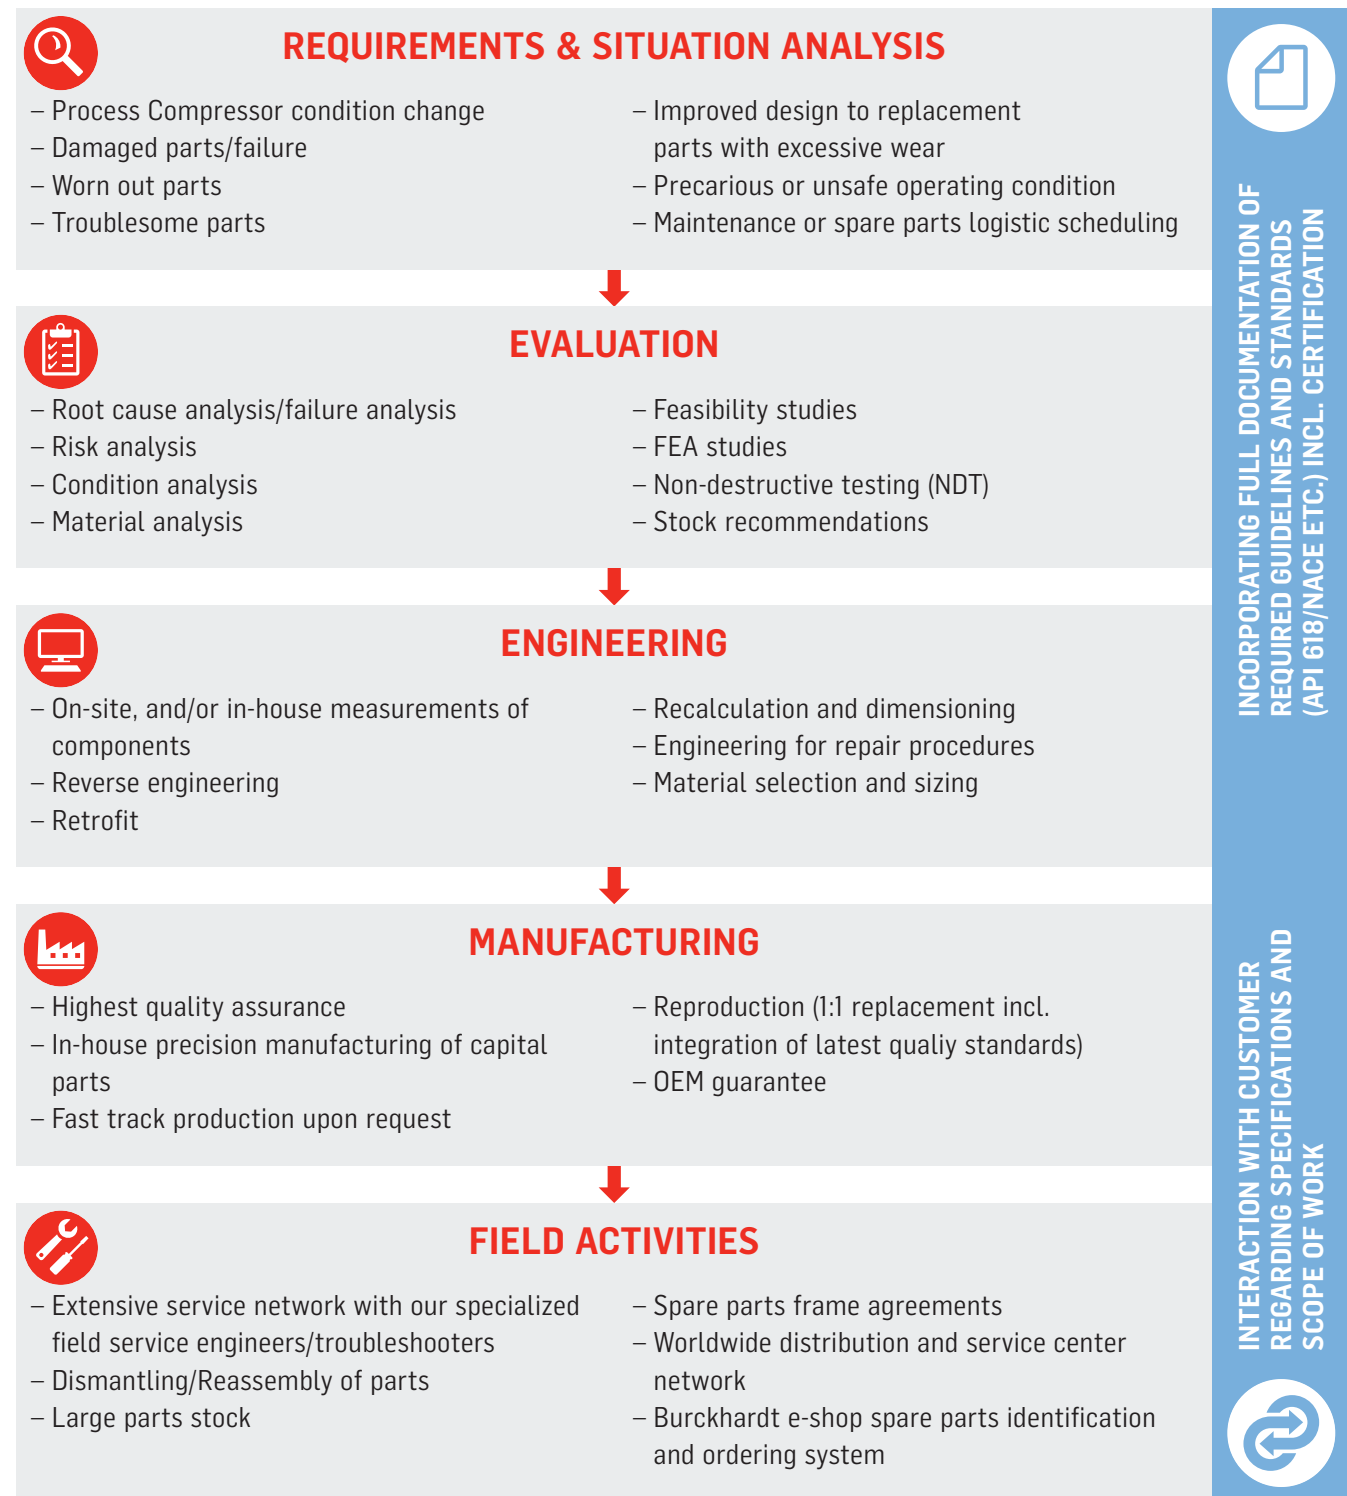 REQUIREMENTS & SITUATION ANALYSIS
– Process Compressor condition change
– Damaged parts/failure
– Worn out parts
– Troublesome parts
– Improved design to replacement
parts with excessive wear
– Precarious or unsafe operating condition
– Maintenance or spare parts logistic scheduling
EVALUATION
– Root cause analysis/failure analysis
– Risk analysis
– Condition analysis
– Material analysis
– Feasibility studies
– FEA studies
– Non-destructive testing (NDT)
– Stock recommendations
ENGINEERING
– On-site, and/or in-house measurements of
components
– Reverse engineering
– Retrofit
– Recalculation and dimensioning
– Engineering for repair procedures
– Material selection and sizing
MANUFACTURING
– Highest quality assurance
– In-house precision manufacturing of capital
parts
– Fast track production upon request
– Reproduction (1:1 replacement incl.
integration of latest qualiy standards)
– OEM guarantee
FIELD ACTIVITIES
– Extensive service network with our specialized
field service engineers/troubleshooters
– Dismantling/Reassembly of parts
– Large parts stock
– Spare parts frame agreements
– Worldwide distribution and service center
network
– Burckhardt e-shop spare parts identification
and ordering system
INCORPORATING FULL DOCUMENTATION OF
REQUIRED GUIDELINES AND STANDARDS
(API 618/NACE ETC.) INCL. CERTIFICATION
INTERACTION WITH CUSTOMER
REGARDING SPECIFICATIONS AND
SCOPE OF WORK